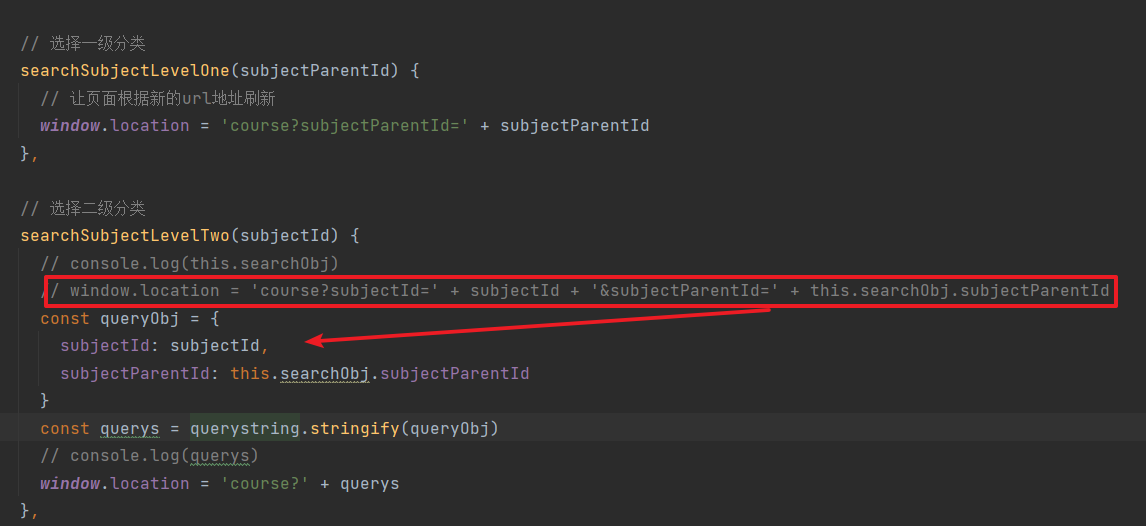 // 选择一级分类
searchSubjectLevelOne(subjectParentId) {
// 让页面根据新的url地址刷新
window.location = 'course?subjectParentId=' + subjectParentId
},
// 选择二级分类
searchSubjectLevelTwo(subjectId) {
// console.log(this.searchObj)
// window.location = 'course?subjectId=' + subjectId + '&subjectParentId=' + this.searchObj.subjectParentId
const queryObj = {
subjectId: subjectId,
subjectParentId: this.searchObj.subjectParentId
}
const querys = querystring.stringify(queryObj)
// console.log(querys)
window.location = 'course?' + querys
},